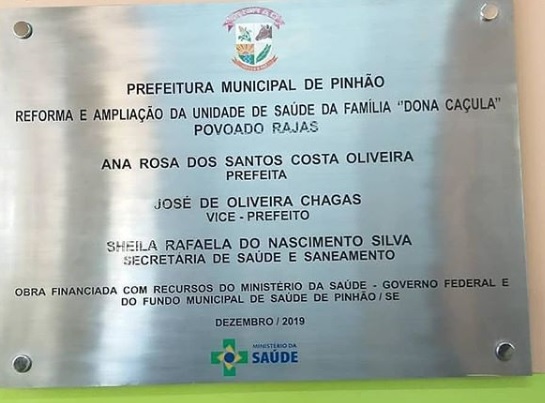 PREFEITURA MUNICIPAL DE PINHÃO
REFORMA E AMPLIAÇÃO DA UNIDADE DE SAÚDE DA FAMÍLIA “DONA CAÇULA”
POVOADO RAJAS
ANA ROSA DOS SANTOS COSTA OLIVEIRA
PREFEITA
JOSÉ DE OLIVEIRA CHAGAS
VICE - PREFEITO
SHEILA RAFAELA DO NASCIMENTO SILVA
SECRETÁRIA DE SAÚDE E SANEAMENTO
OBRA FINANCIADA COM RECURSOS DO MINISTÉRIO DA SAÚDE - GOVERNO FEDERAL E
DO FUNDO MUNICIPAL DE SAÚDE DE PINHÃO / SE
DEZEMBRO / 2019
MINISTÉRIO DA
SAÚDE